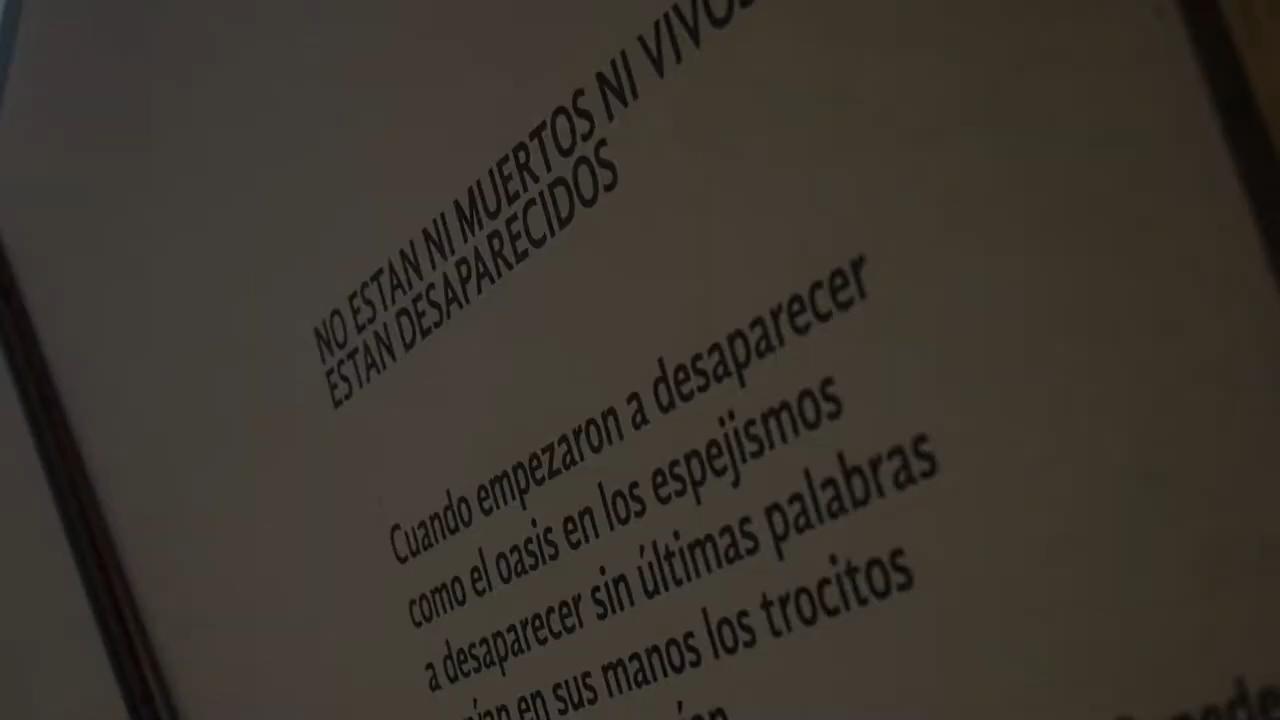 NO ESTAN NI MUERTOS NI VIVOS
ESTAN DESAPARECIDOS
Cuando empezaron a desaparecer
como el oasis en los espejismos
a desaparecer sin últimas palabras
en sus manos los trocitos